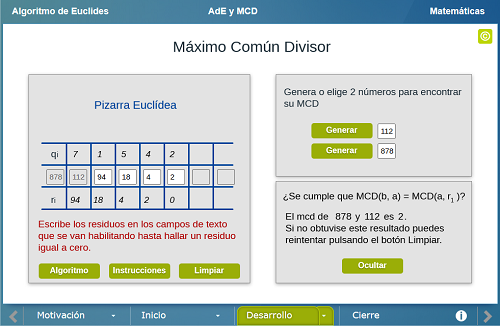 Algoritmo de Euclides AdE y MCD Matemáticas
Máximo Común Divisor
©
Pizarra Euclídea
qi 7 1 5 4 2
878 112 94 18 4 2
ri 94 18 4 2 0
Escribe los residuos en los campos de texto
que se van habilitando hasta hallar un residuo
igual a cero.
Algoritmo Instrucciones Limpiar
Genera o elige 2 números para encontrar
su MCD
Generar 112
Generar 878
¿Se cumple que MCD(b, a) = MCD(a, r1 )?
El mcd de 878 y 112 es 2.
Si no obtuvise este resultado puedes
reintentar pulsando el botón Limpiar.
Ocultar
Motivación Inicio Desarrollo Cierre i